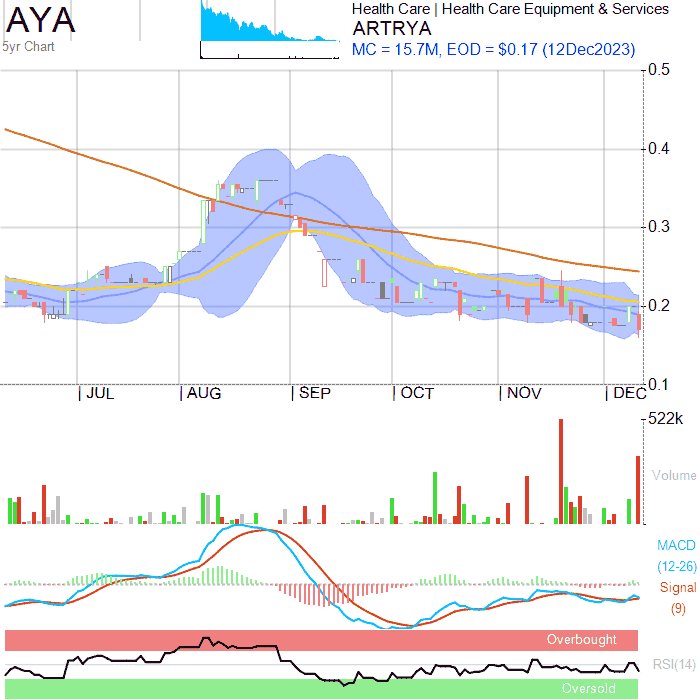 AYA
5yr Chart
Health Care | Health Care Equipment & Services
ARTRYA
MC = 15.7M, EOD = $0.17 (12Dec2023)
0.5
0.4
0.3
0.2
0.1
JUL
AUG
SEP
OCT
NOV
DEC
522k
Volume
MACD
(12-26)
Signal
(9)
Overbought
RSI(14)
Oversold